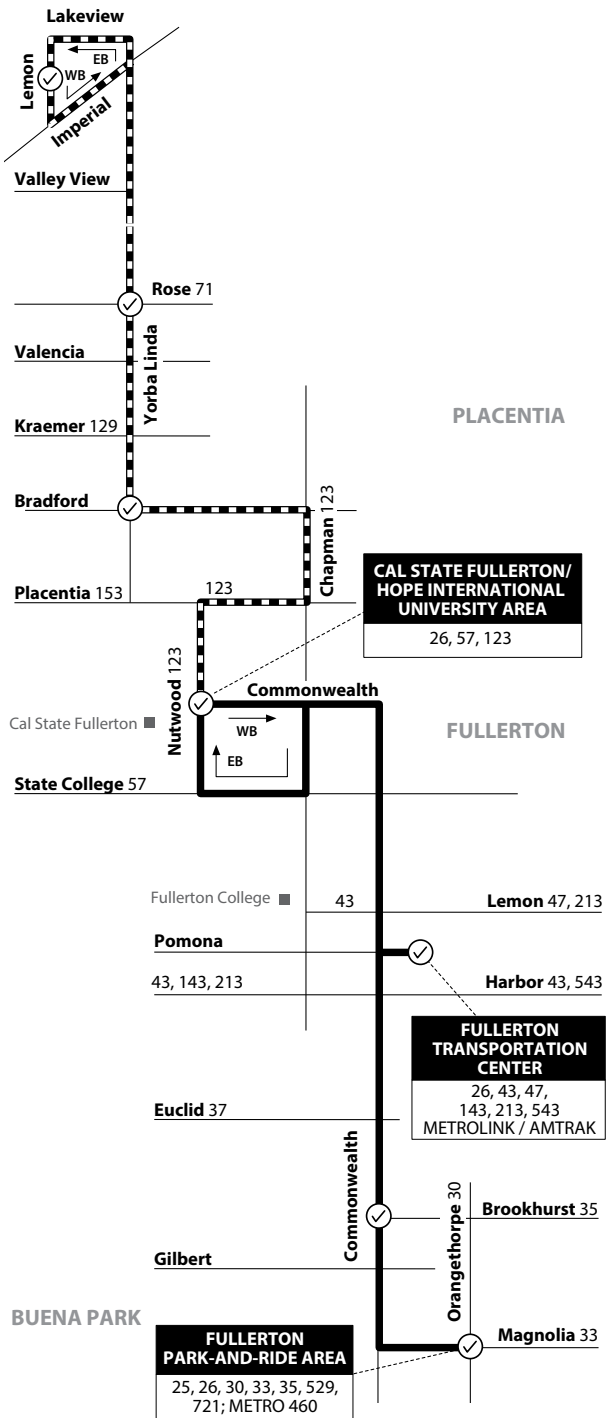 Lakeview
Lemon
EB
WB
Imperial
Valley View
Rose 71
Yorba Linda
Valencia
PLACENTIA
Kraemer 129
Bradford
Chapman 123
CAL STATE FULLERTON/
HOPE INTERNATIONAL
UNIVERSITY AREA
26, 57, 123
Placentia 153
123
Nutwood 123
Commonwealth
Cal State Fullerton
WB
FULLERTON
EB
State College 57
Fullerton College
43
Lemon 47, 213
Pomona
43, 143, 213
Harbor 43, 543
FULLERTON
TRANSPORTATION
CENTER
26, 43, 47,
143, 213, 543
METROLINK / AMTRAK
Euclid 37
Commonwealth
Orangethorpe 30
Brookhurst 35
Gilbert
BUENA PARK
Magnolia 33
FULLERTON
PARK-AND-RIDE AREA
25, 26, 30, 33, 35, 529,
721; METRO 460